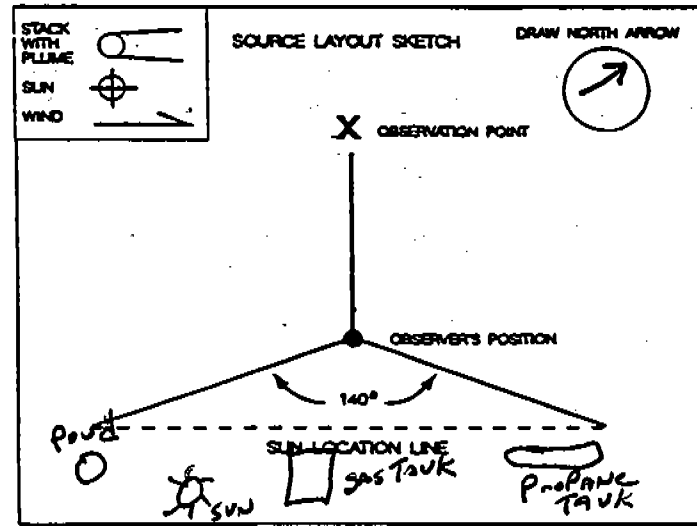 STACK
WITH
PLUME
SUN
WIND
SOURCE LAYOUT SKETCH
DRAW NORTH ARROW
X OBSERVATION POINT
OBSERVER'S POSITION
140°
Pond
SUN LOCATION LINE
SUN
GAS TANK
PROPANE
TANK